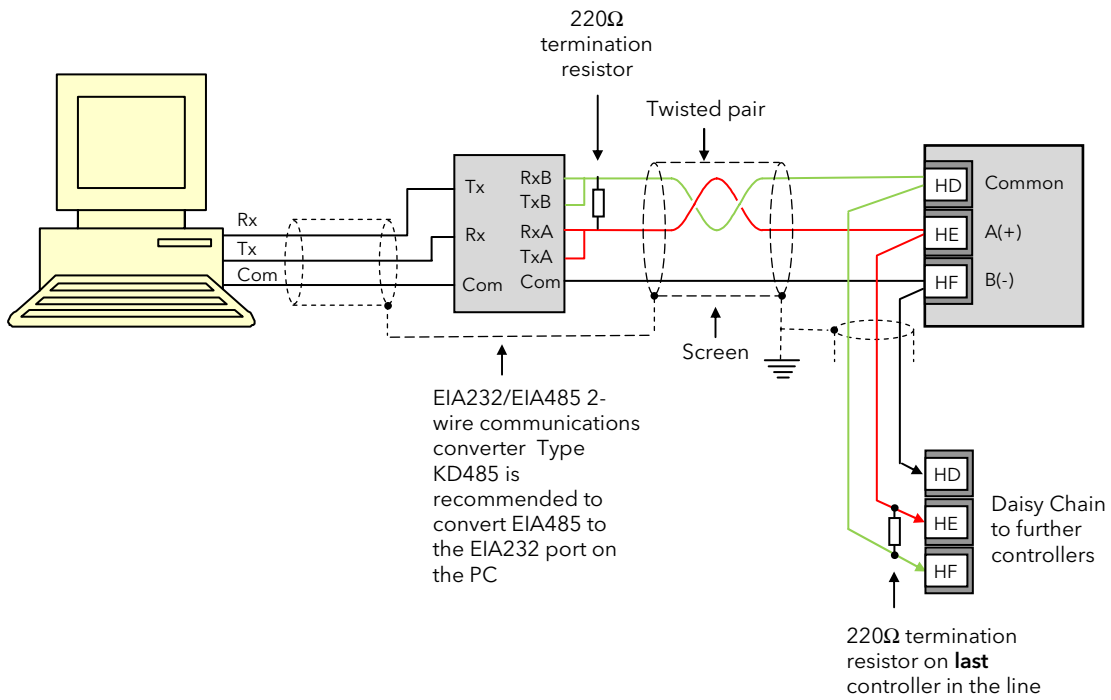 220Ω
termination
resistor
Twisted pair
Rx
Tx
Com
Tx
Rx
Com
RxB
TxB
RxA
TxA
Com
HD
Common
HE
A(+)
HF
B(-)
Screen
EIA232/EIA485 2-
wire communications
converter Type
KD485 is
recommended to
convert EIA485 to
the EIA232 port on
the PC
HD
HE
HF
Daisy Chain
to further
controllers
220Ω termination
resistor on last
controller in the line